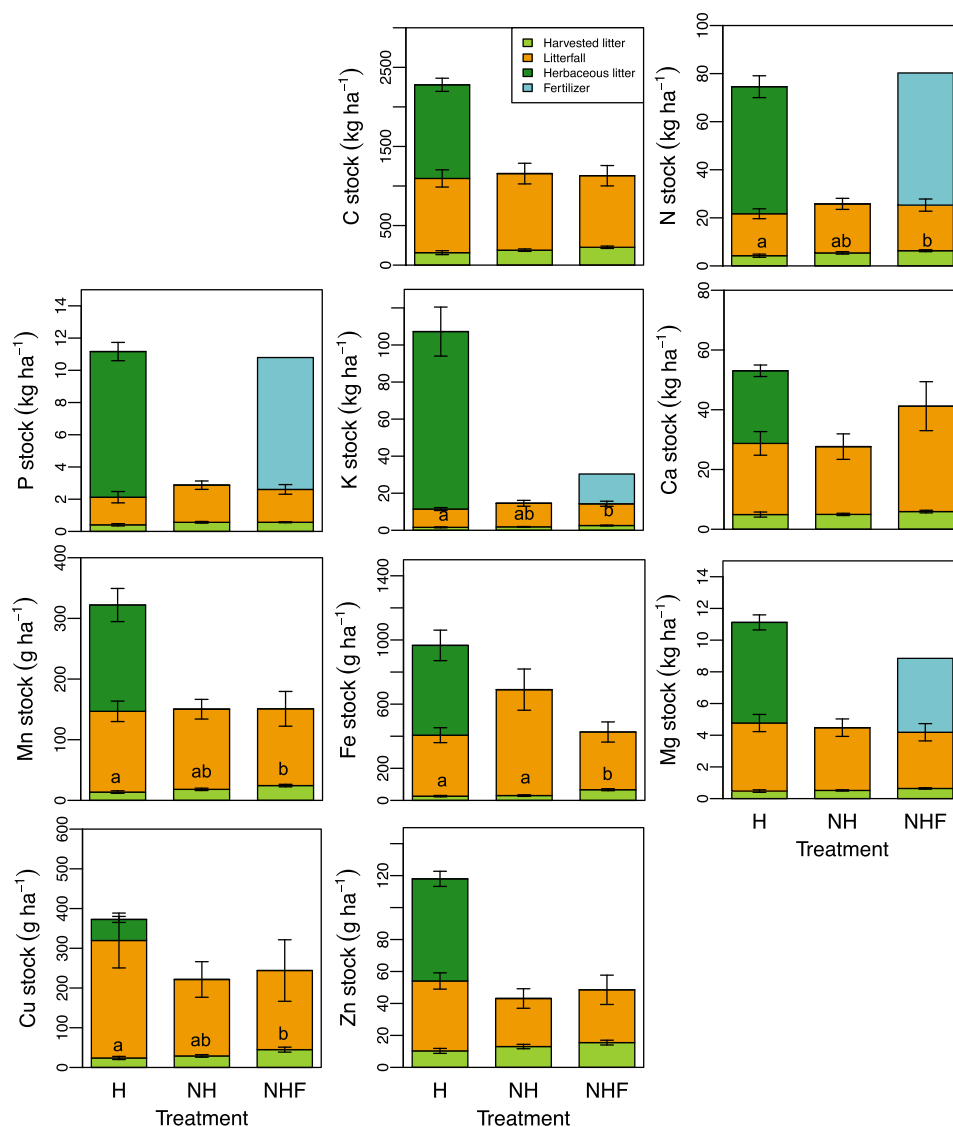 C stock (kg ha⁻¹)
0 500 1500 2500
Harvested litter
Litterfall
Herbaceous litter
Fertilizer
N stock (kg ha⁻¹)
0 20 40 60 80 100
a ab b
P stock (kg ha⁻¹)
0 2 4 6 8 10 12 14
K stock (kg ha⁻¹)
0 20 40 60 80 100
a ab b
Ca stock (kg ha⁻¹)
0 20 40 60 80
Mn stock (g ha⁻¹)
0 100 200 300 400
a ab b
Fe stock (g ha⁻¹)
0 200 400 600 1000 1400
a a b
Mg stock (kg ha⁻¹)
0 2 4 6 8 10 12 14
H NH NHF
Treatment
Cu stock (g ha⁻¹)
0 100 200 300 400 500 600
a ab b
H NH NHF
Treatment
Zn stock (g ha⁻¹)
0 20 40 60 80 120
H NH NHF
Treatment